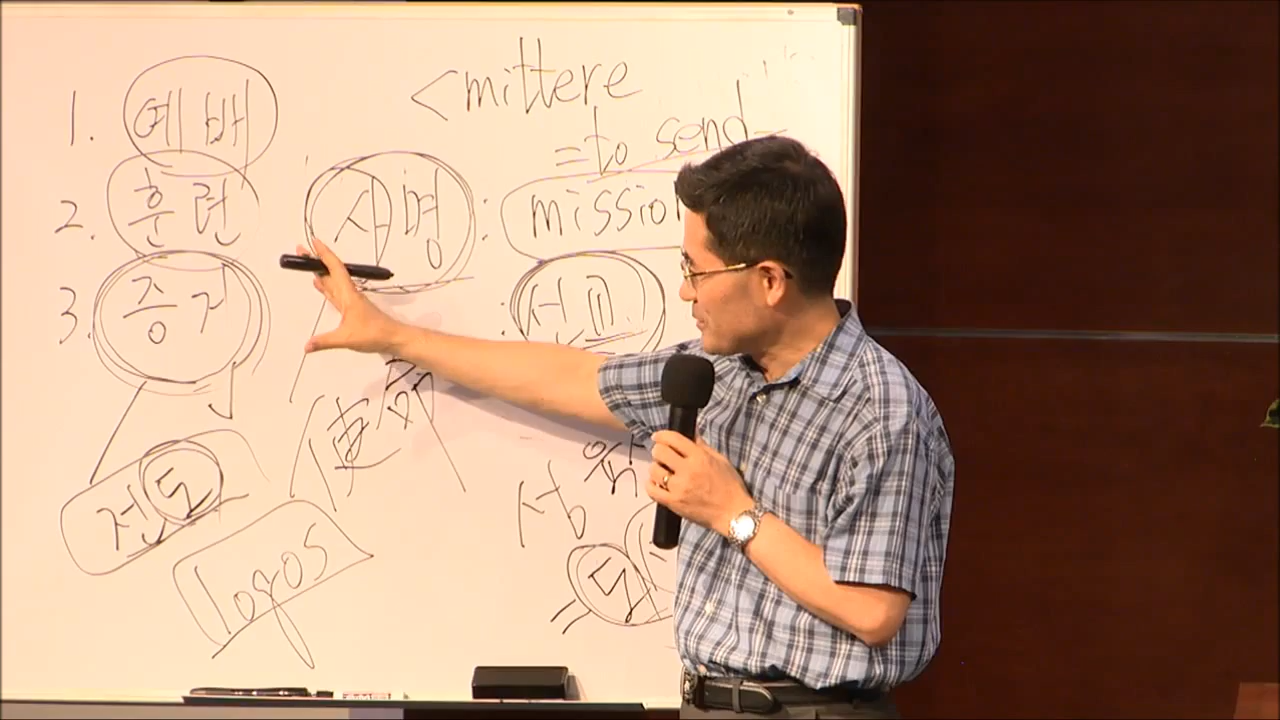 1. 예배
2. 훈련
3. 증거
전도
logos
사명 :
使命
<mittere
=to send
missio
: 선교